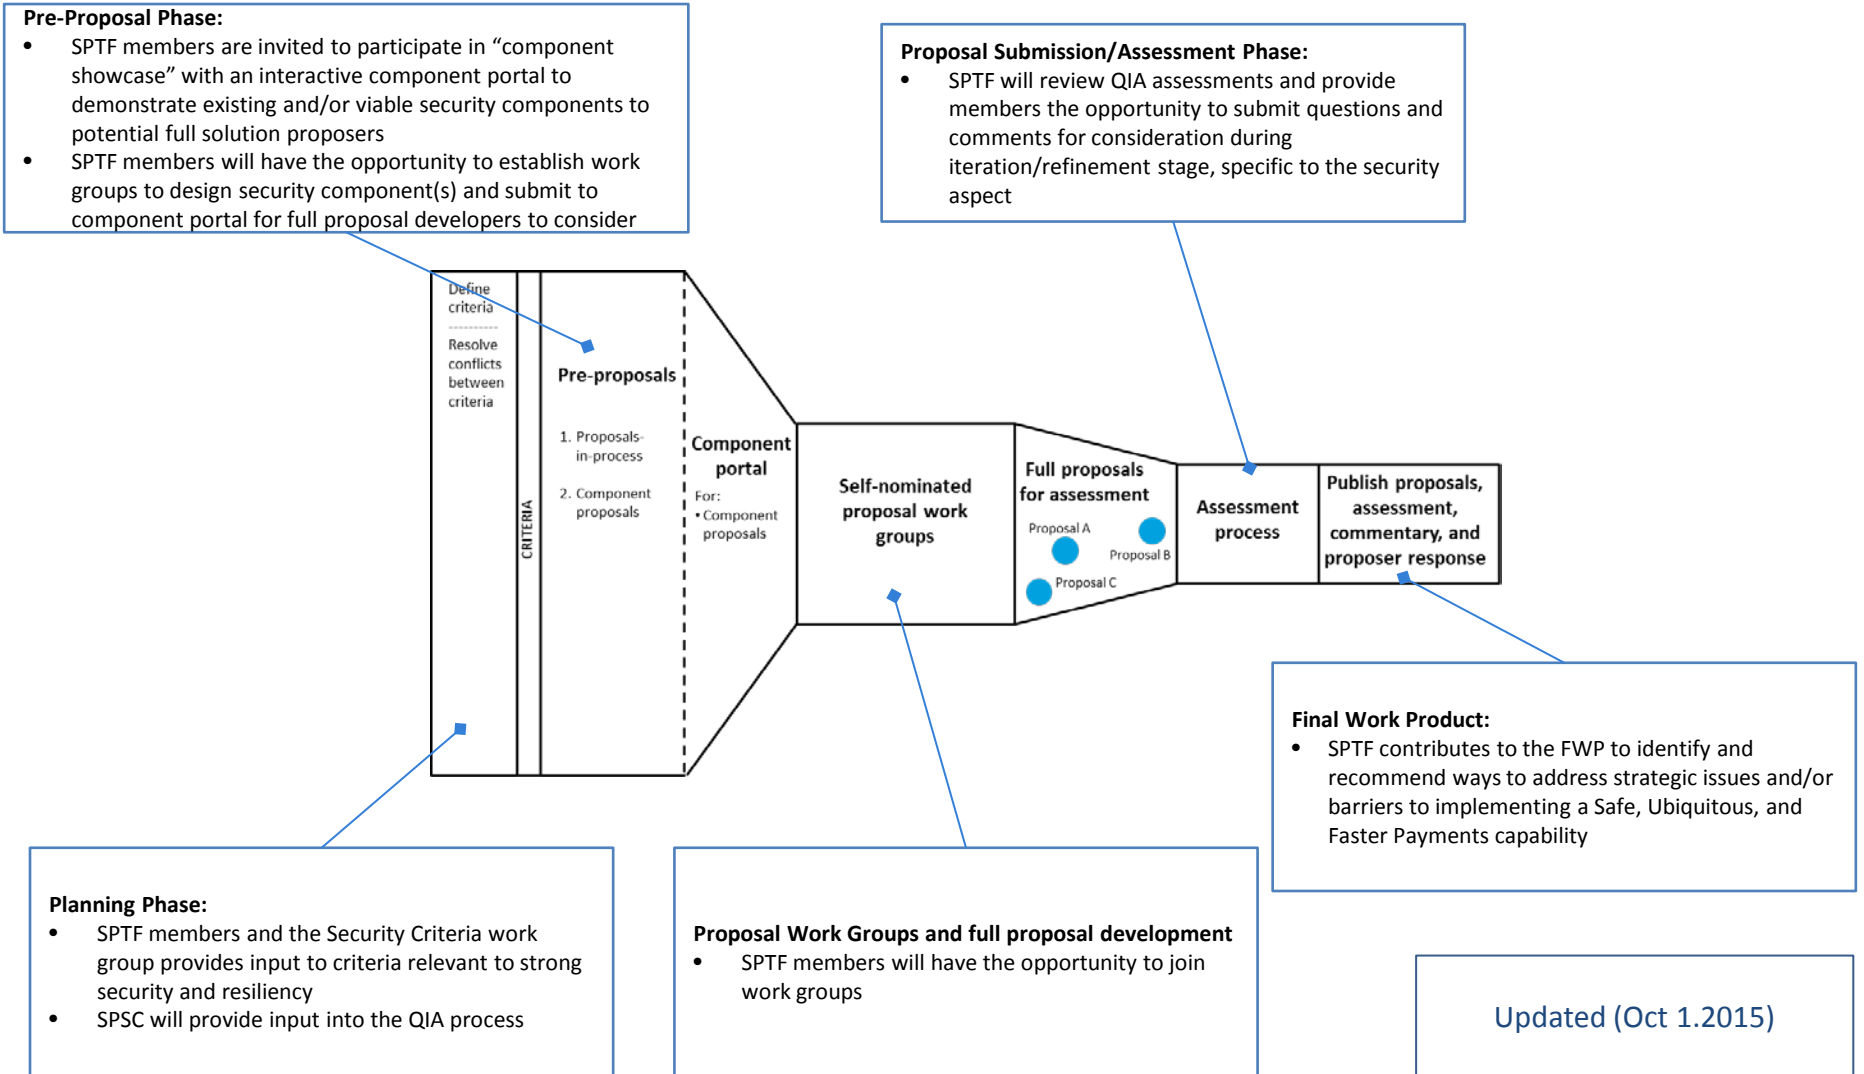 Pre-Proposal Phase:
• SPTF members are invited to participate in “component
showcase” with an interactive component portal to
demonstrate existing and/or viable security components to
potential full solution proposers
• SPTF members will have the opportunity to establish work
groups to design security component(s) and submit to
component portal for full proposal developers to consider
Proposal Submission/Assessment Phase:
• SPTF will review QIA assessments and provide
members the opportunity to submit questions and
comments for consideration during
iteration/refinement stage, specific to the security
aspect
Define
criteria
----------
Resolve
conflicts
between
criteria
CRITERIA
Pre-proposals
1. Proposals-
in-process
2. Component
proposals
Component
portal
For:
• Component
proposals
Self-nominated
proposal work
groups
Full proposals
for assessment
Proposal A
Proposal B
Proposal C
Assessment
process
Publish proposals,
assessment,
commentary, and
proposer response
Final Work Product:
• SPTF contributes to the FWP to identify and
recommend ways to address strategic issues and/or
barriers to implementing a Safe, Ubiquitous, and
Faster Payments capability
Planning Phase:
• SPTF members and the Security Criteria work
group provides input to criteria relevant to strong
security and resiliency
• SPSC will provide input into the QIA process
Proposal Work Groups and full proposal development
• SPTF members will have the opportunity to join
work groups
Updated (Oct 1.2015)